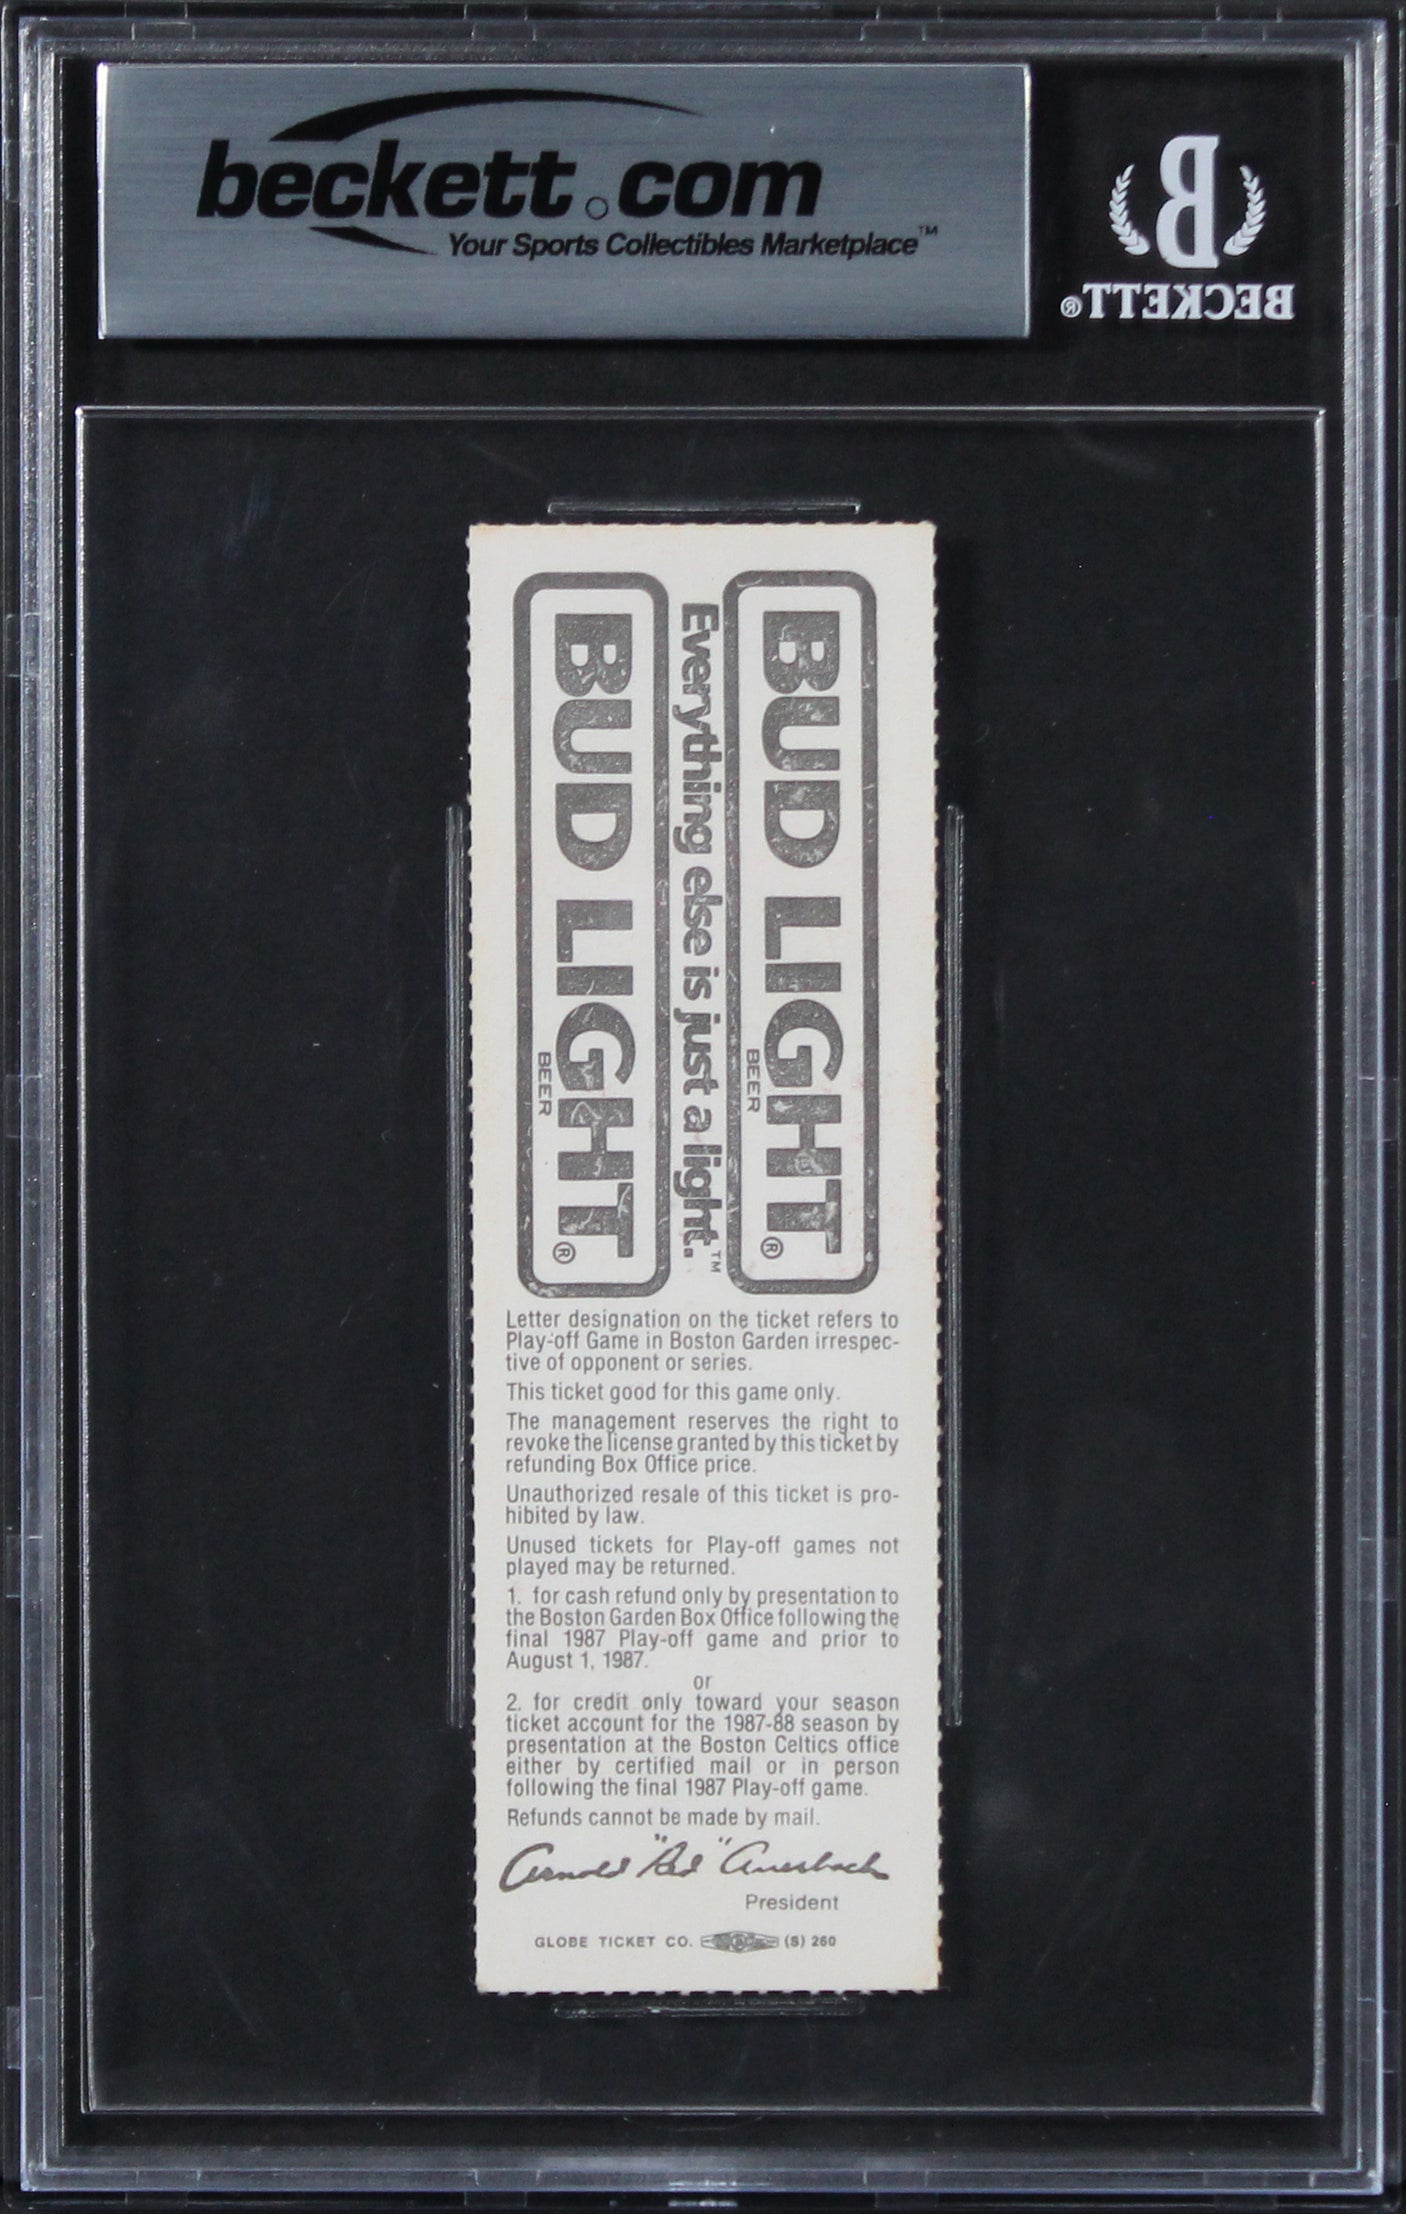 beckett.com
Your Sports Collectibles Marketplace™
B
BECKETT®
BUD LIGHT®
BEER
Everything else is just a light.™
BUD LIGHT®
BEER
Letter designation on the ticket refers to
Play-off Game in Boston Garden irrespec-
tive of opponent or series.
This ticket good for this game only.
The management reserves the right to
revoke the license granted by this ticket by
refunding Box Office price.
Unauthorized resale of this ticket is pro-
hibited by law.
Unused tickets for Play-off games not
played may be returned.
1. for cash refund only by presentation to
the Boston Garden Box Office following the
final 1987 Play-off game and prior to
August 1, 1987.
or
2. for credit only toward your season
ticket account for the 1987-88 season by
presentation at the Boston Celtics office
either by certified mail or in person
following the final 1987 Play-off game.
Refunds cannot be made by mail.
Arnold "Red" Auerbach
President
GLOBE TICKET CO. (S) 260